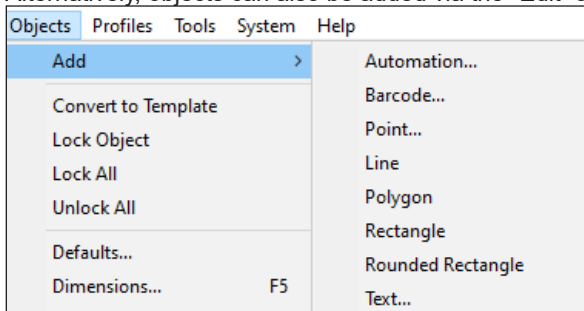 Alternatively, objects can also be added via the "Edit"
Objects Profiles Tools System Help
Add >
Convert to Template
Lock Object
Lock All
Unlock All
Defaults...
Dimensions... F5
Automation...
Barcode...
Point...
Line
Polygon
Rectangle
Rounded Rectangle
Text...